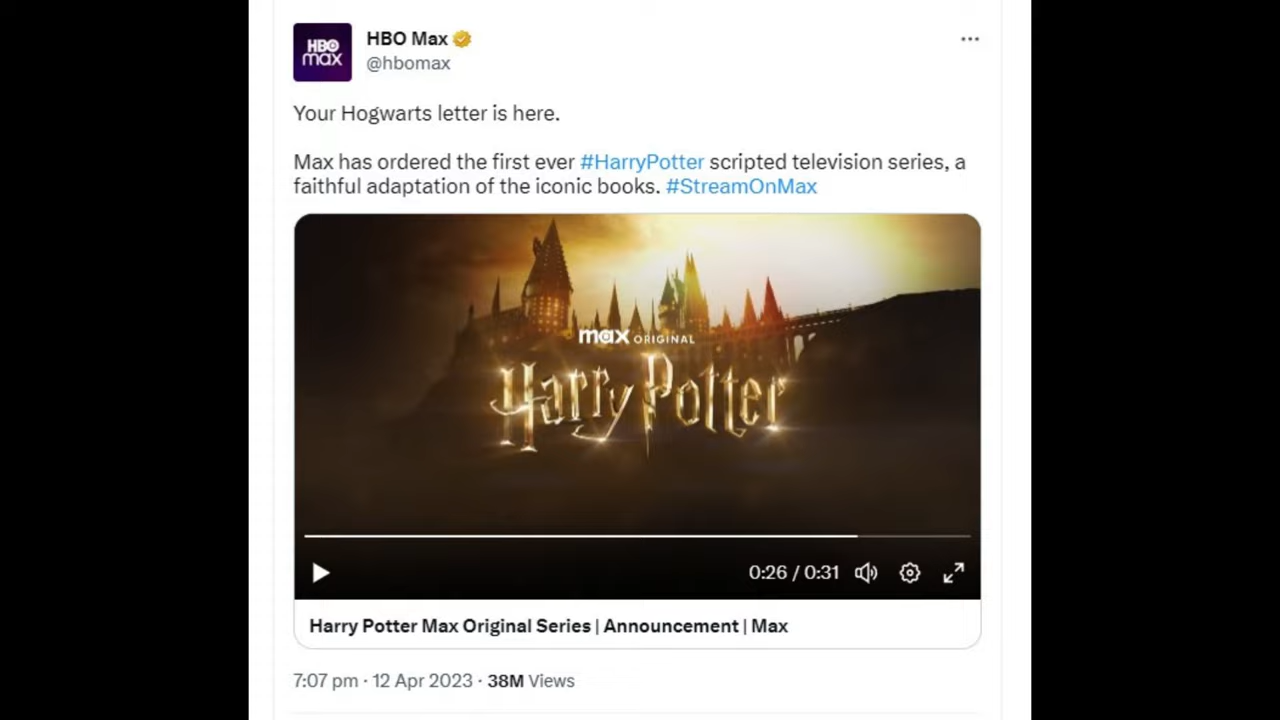 HBO
max
HBO Max
@hbomax
Your Hogwarts letter is here.
Max has ordered the first ever #HarryPotter scripted television series, a
faithful adaptation of the iconic books. #StreamOnMax
max ORIGINAL
Harry Potter
0:26 / 0:31
Harry Potter Max Original Series | Announcement | Max
7:07 pm · 12 Apr 2023 · 38M Views